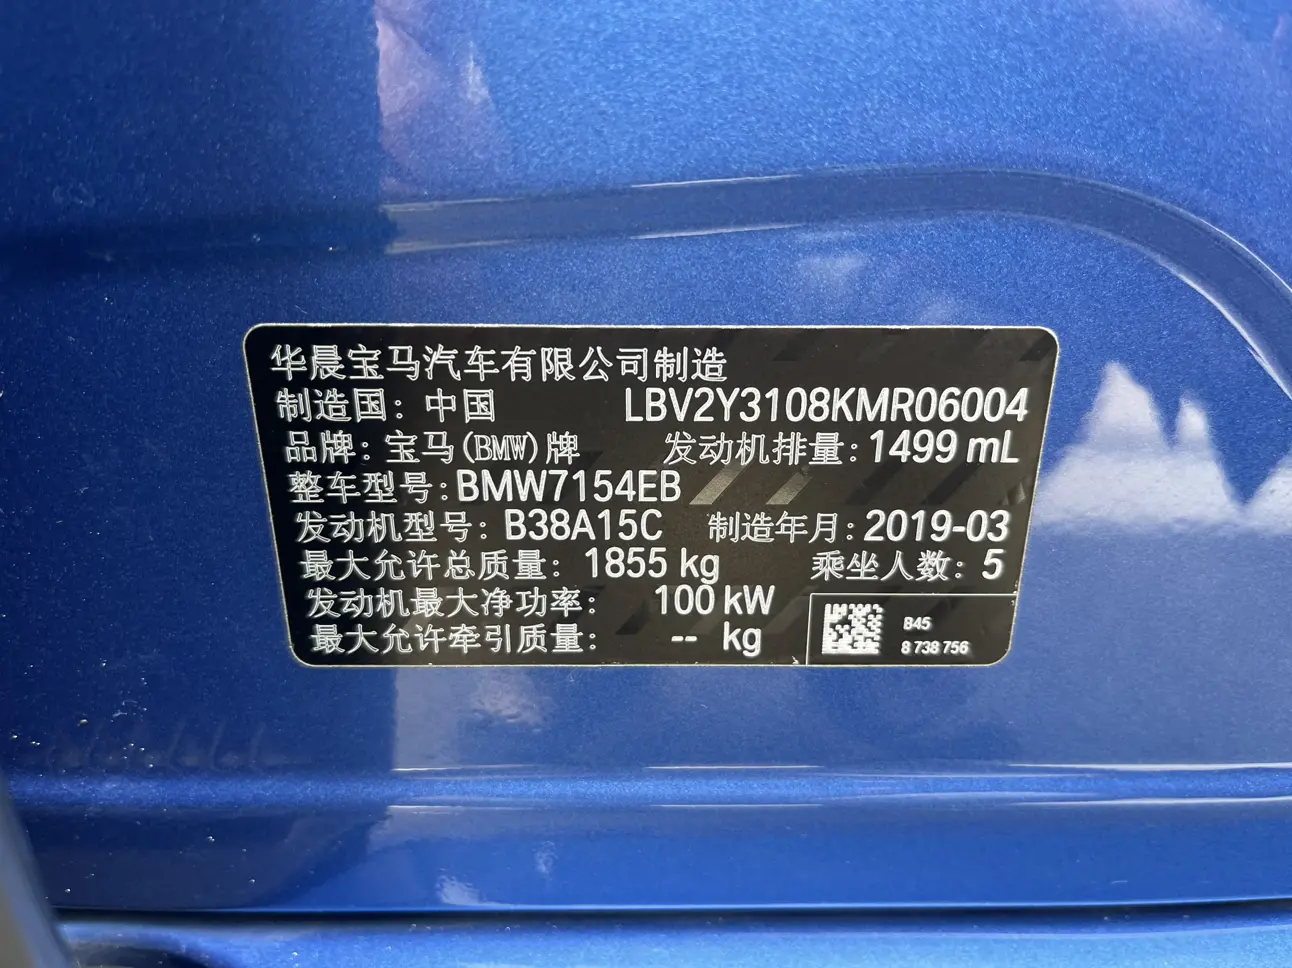 华晨宝马汽车有限公司制造
制造国：中国 LBV2Y3108KMR06004
品牌：宝马(BMW)牌 发动机排量：1499 mL
整车型号：BMW7154EB
发动机型号：B38A15C 制造年月：2019-03
最大允许总质量：1855 kg 乘坐人数：5
发动机最大净功率：100 kW
最大允许牵引质量：-- kg
845
8 738 756